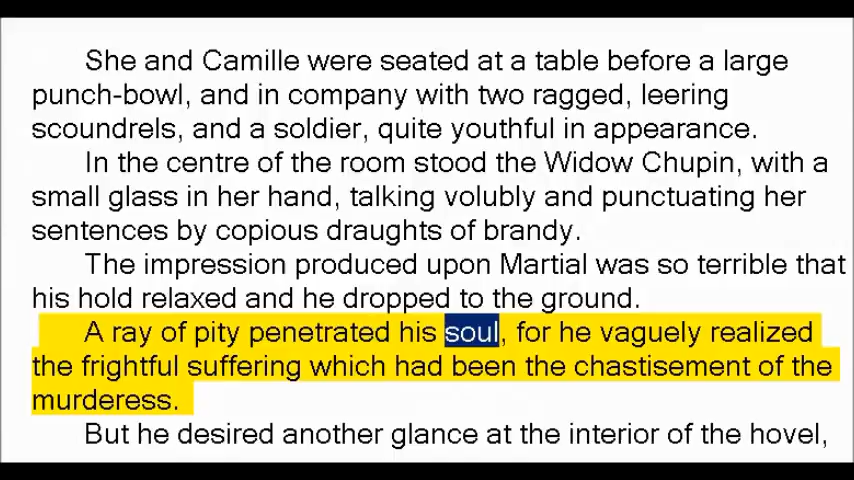 She and Camille were seated at a table before a large
punch-bowl, and in company with two ragged, leering
scoundrels, and a soldier, quite youthful in appearance.
In the centre of the room stood the Widow Chupin, with a
small glass in her hand, talking volubly and punctuating her
sentences by copious draughts of brandy.
The impression produced upon Martial was so terrible that
his hold relaxed and he dropped to the ground.
A ray of pity penetrated his soul, for he vaguely realized
the frightful suffering which had been the chastisement of the
murderess.
But he desired another glance at the interior of the hovel,